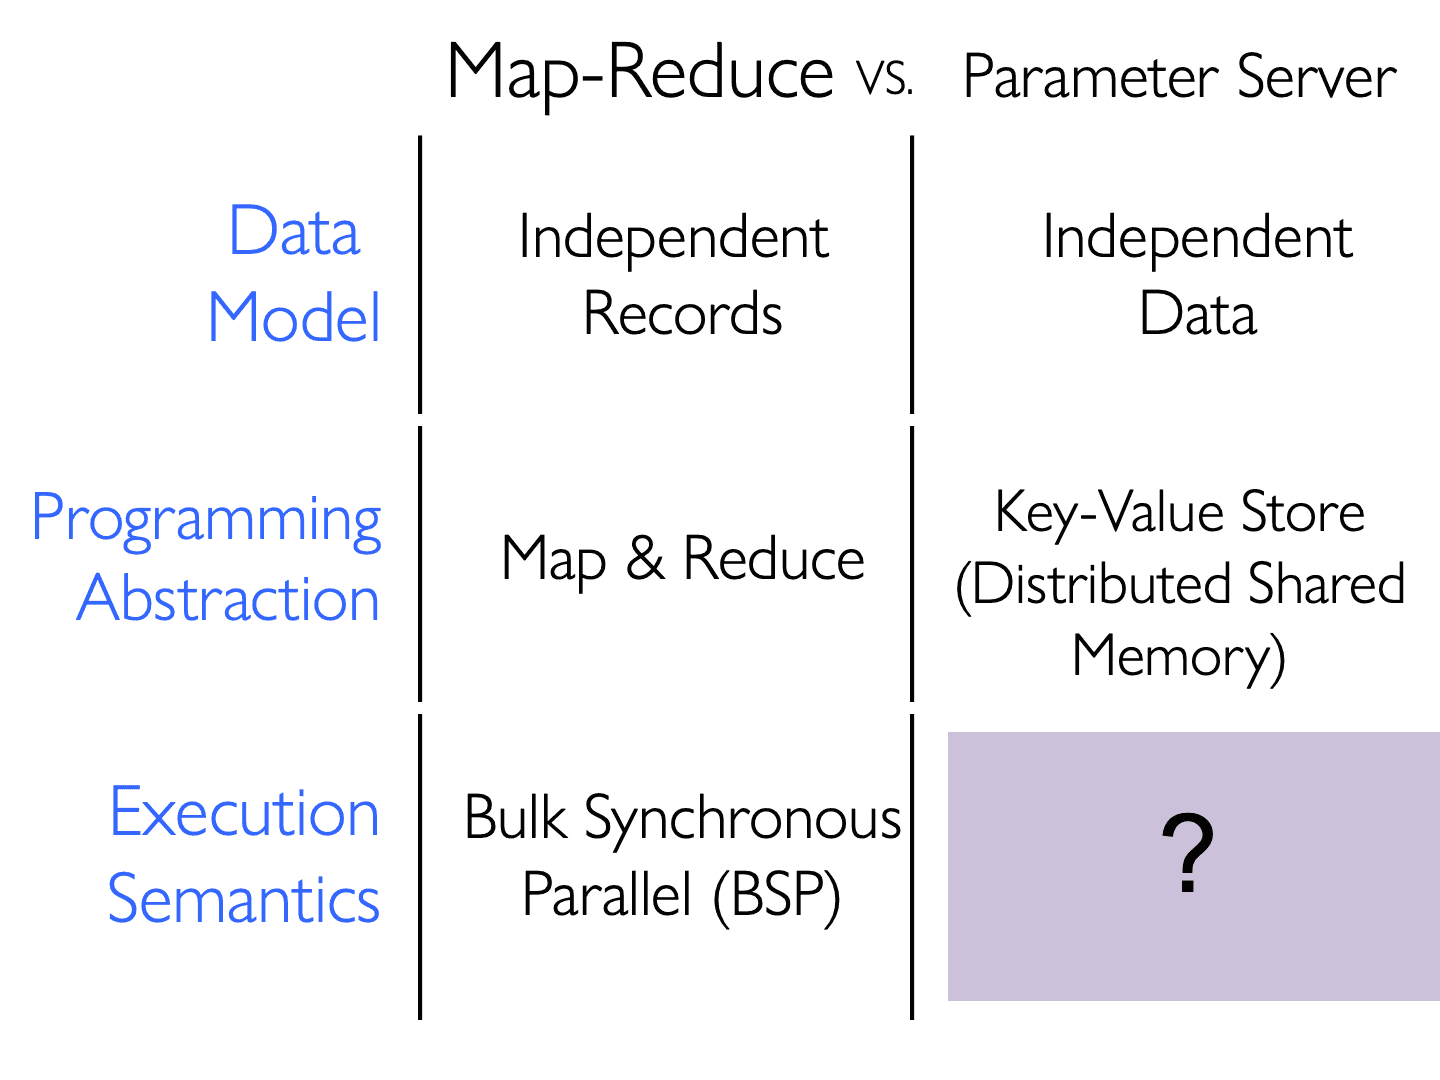 Map-Reduce vs. Parameter Server
Data
Model
Independent
Records
Independent
Data
Programming
Abstraction
Map & Reduce
Key-Value Store
(Distributed Shared
Memory)
Execution
Semantics
Bulk Synchronous
Parallel (BSP)
?